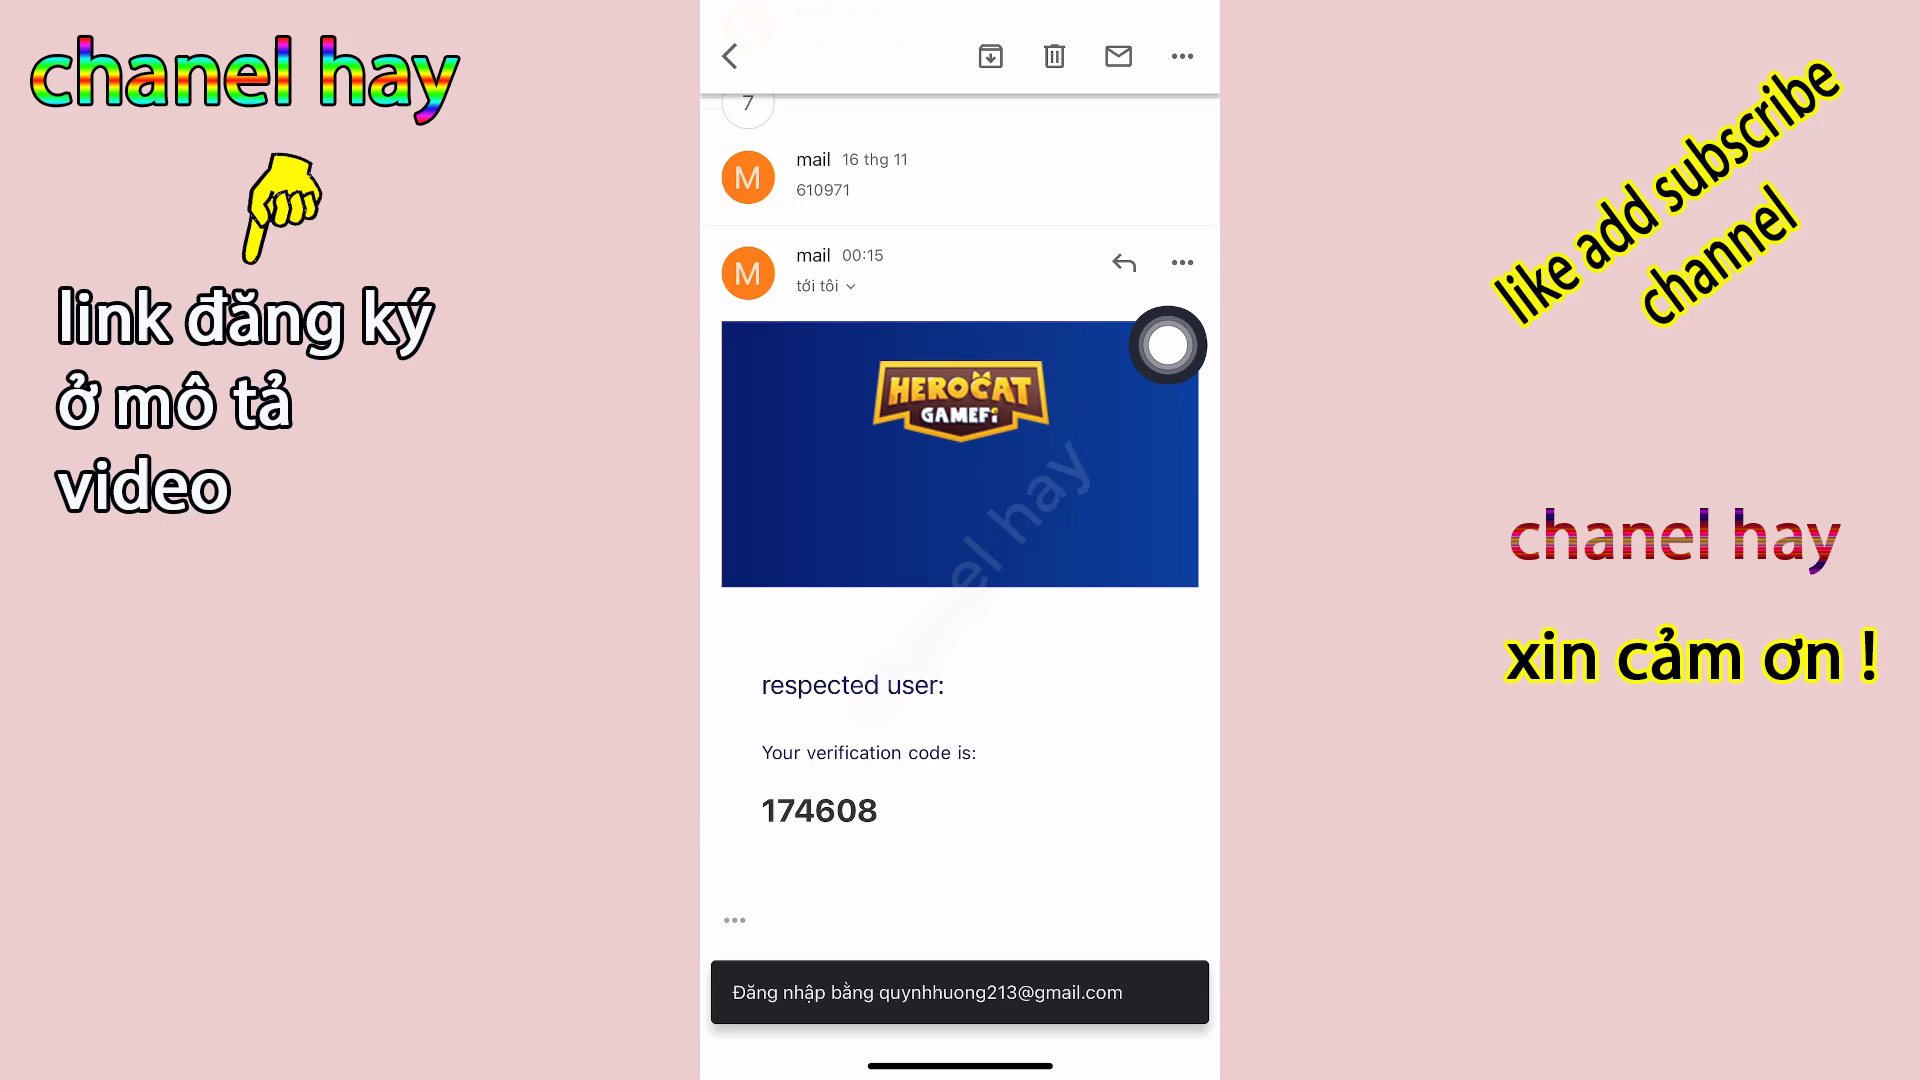 chanel hay
link đăng ký
ở mô tả
video
7
mail 16 thg 11
610971
mail 00:15
tới tôi
M
M
HEROCAT
GAMEFi
el hay
respected user:
Your verification code is:
174608
Đăng nhập bằng quynhhuong213@gmail.com
like add subscribe
channel
chanel hay
xin cảm ơn !